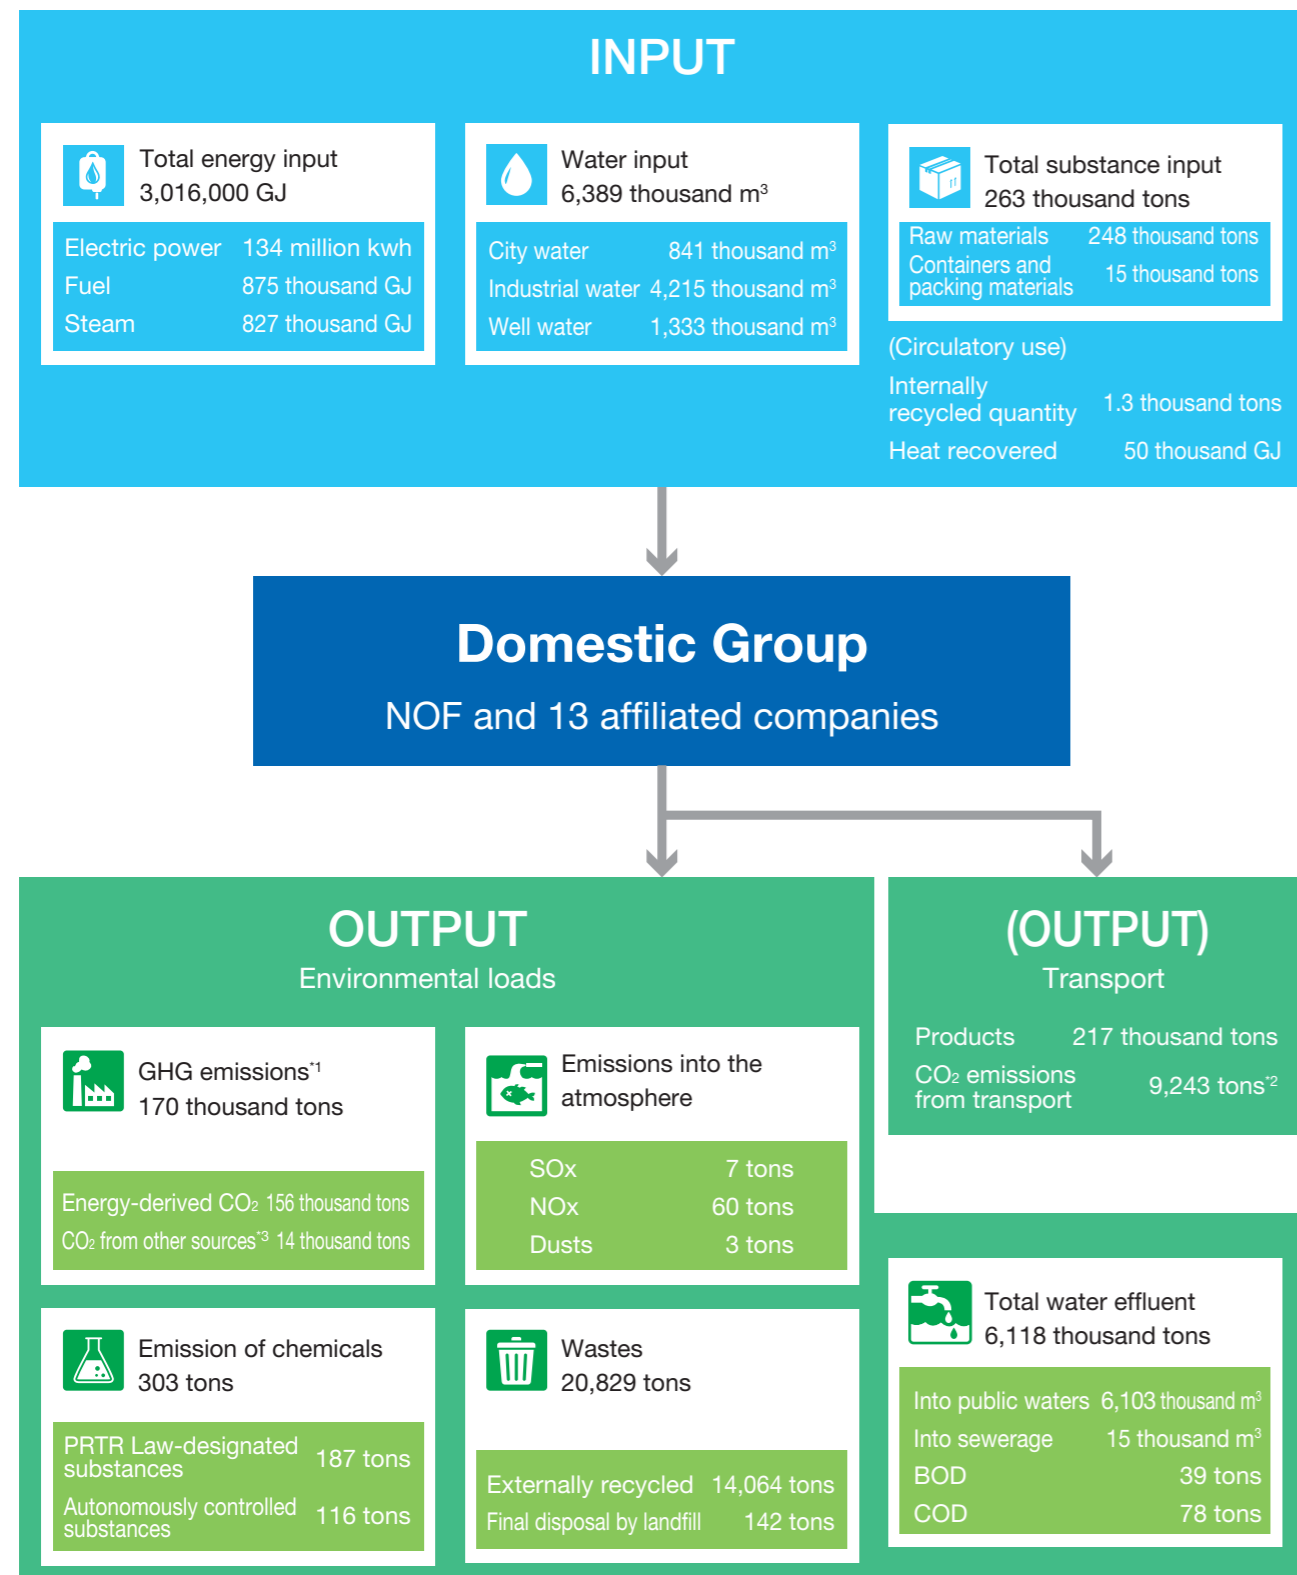 INPUT
Total energy input
3,016,000 GJ
Electric power 134 million kwh
Fuel 875 thousand GJ
Steam 827 thousand GJ
Water input
6,389 thousand m³
City water 841 thousand m³
Industrial water 4,215 thousand m³
Well water 1,333 thousand m³
Total substance input
263 thousand tons
Raw materials 248 thousand tons
Containers and
packing materials 15 thousand tons
(Circulatory use)
Internally
recycled quantity 1.3 thousand tons
Heat recovered 50 thousand GJ
Domestic Group
NOF and 13 affiliated companies
OUTPUT
Environmental loads
GHG emissions*1
170 thousand tons
Energy-derived CO₂ 156 thousand tons
CO₂ from other sources*3 14 thousand tons
Emissions into the
atmosphere
SOx 7 tons
NOx 60 tons
Dusts 3 tons
(OUTPUT)
Transport
Products 217 thousand tons
CO₂ emissions
from transport 9,243 tons*2
Emission of chemicals
303 tons
PRTR Law-designated
substances 187 tons
Autonomously controlled
substances 116 tons
Wastes
20,829 tons
Externally recycled 14,064 tons
Final disposal by landfill 142 tons
Total water effluent
6,118 thousand tons
Into public waters 6,103 thousand m³
Into sewerage 15 thousand m³
BOD 39 tons
COD 78 tons